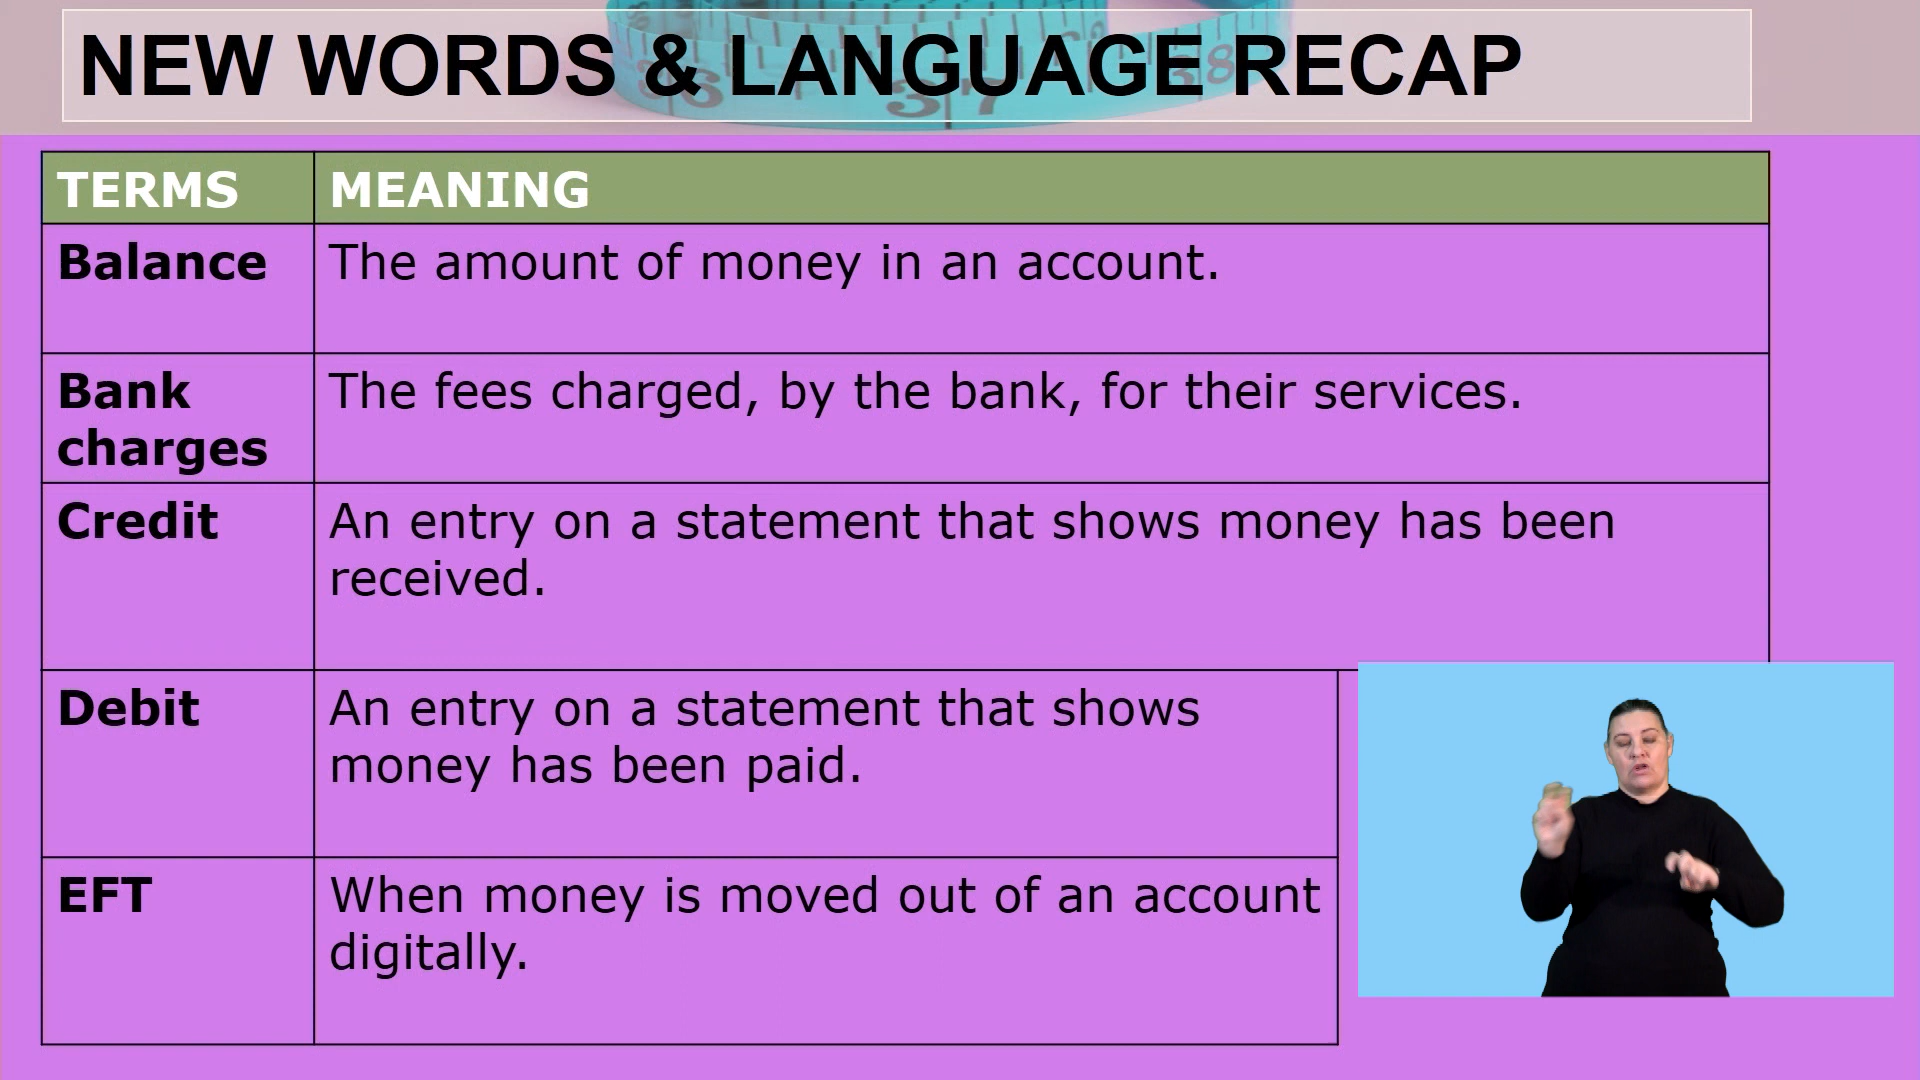 NEW WORDS & LANGUAGE RECAP
TERMS MEANING
Balance The amount of money in an account.
Bank charges The fees charged, by the bank, for their services.
Credit An entry on a statement that shows money has been
received.
Debit An entry on a statement that shows
money has been paid.
EFT When money is moved out of an account
digitally.
36 37 38